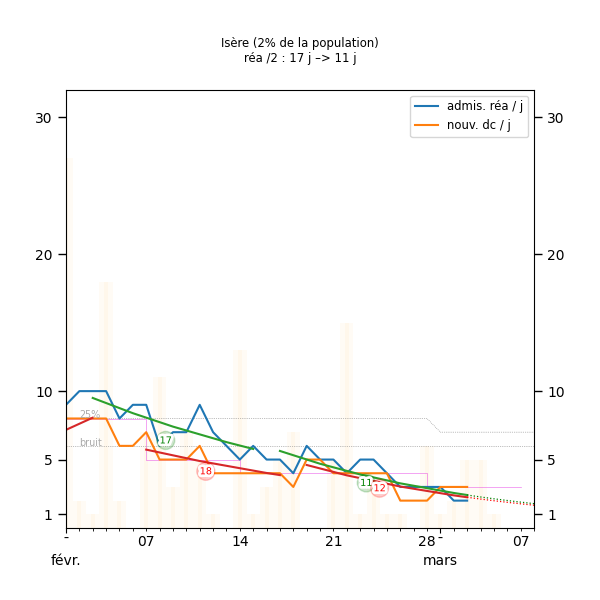 Isère (2% de la population)
réa /2 : 17 j –> 11 j
admis. réa / j
nouv. dc / j
30
30
20
20
10
10
25%
bruit
17
18
11
12
5
5
1
1
07
14
21
28
07
févr.
mars